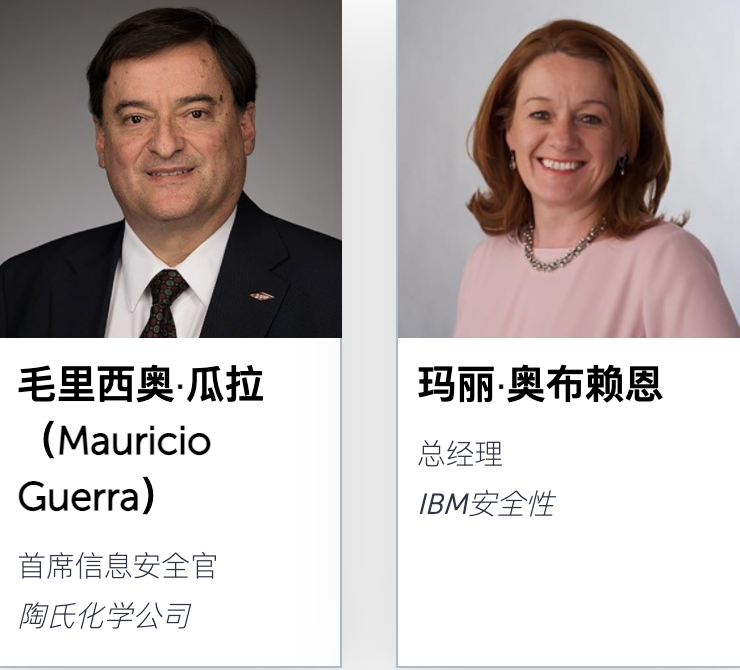 毛里西奥·瓜拉
（Mauricio
Guerra）
首席信息安全官
陶氏化学公司
玛丽·奥布赖恩
总经理
IBM安全性